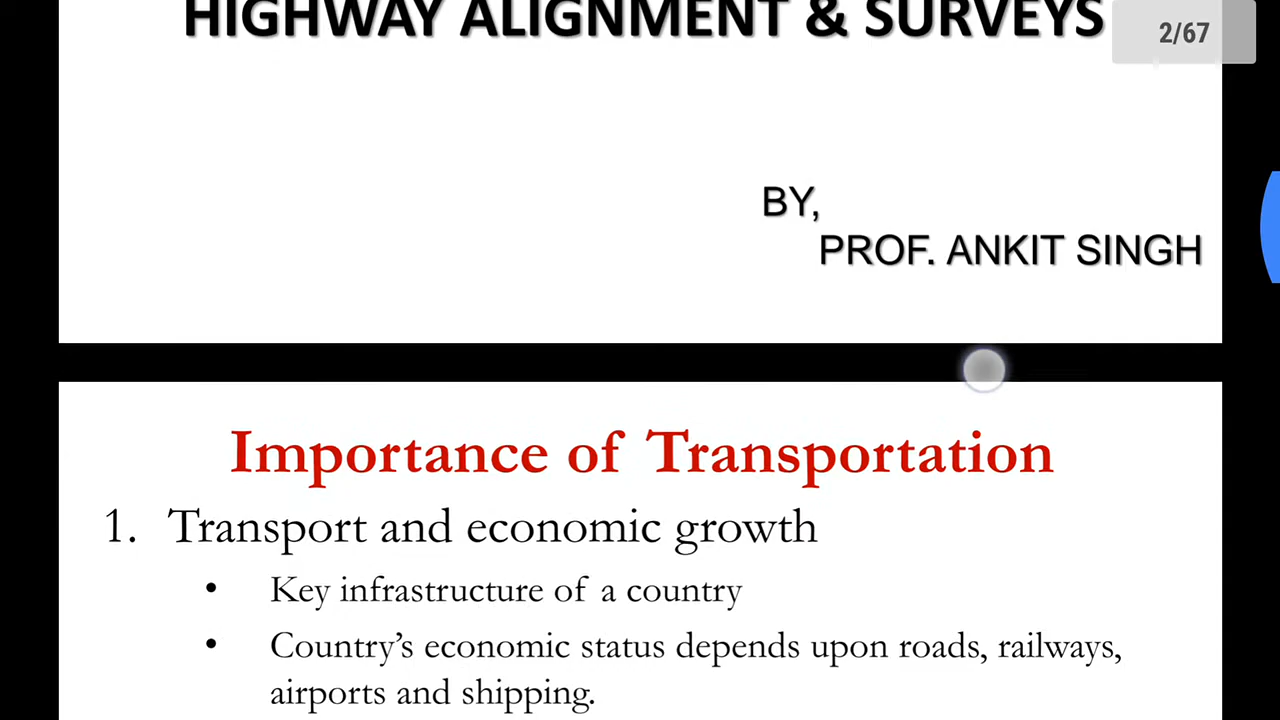 HIGHWAY ALIGNMENT & SURVEYS
2/67
BY,
PROF. ANKIT SINGH
Importance of Transportation
1. Transport and economic growth
• Key infrastructure of a country
• Country’s economic status depends upon roads, railways,
airports and shipping.